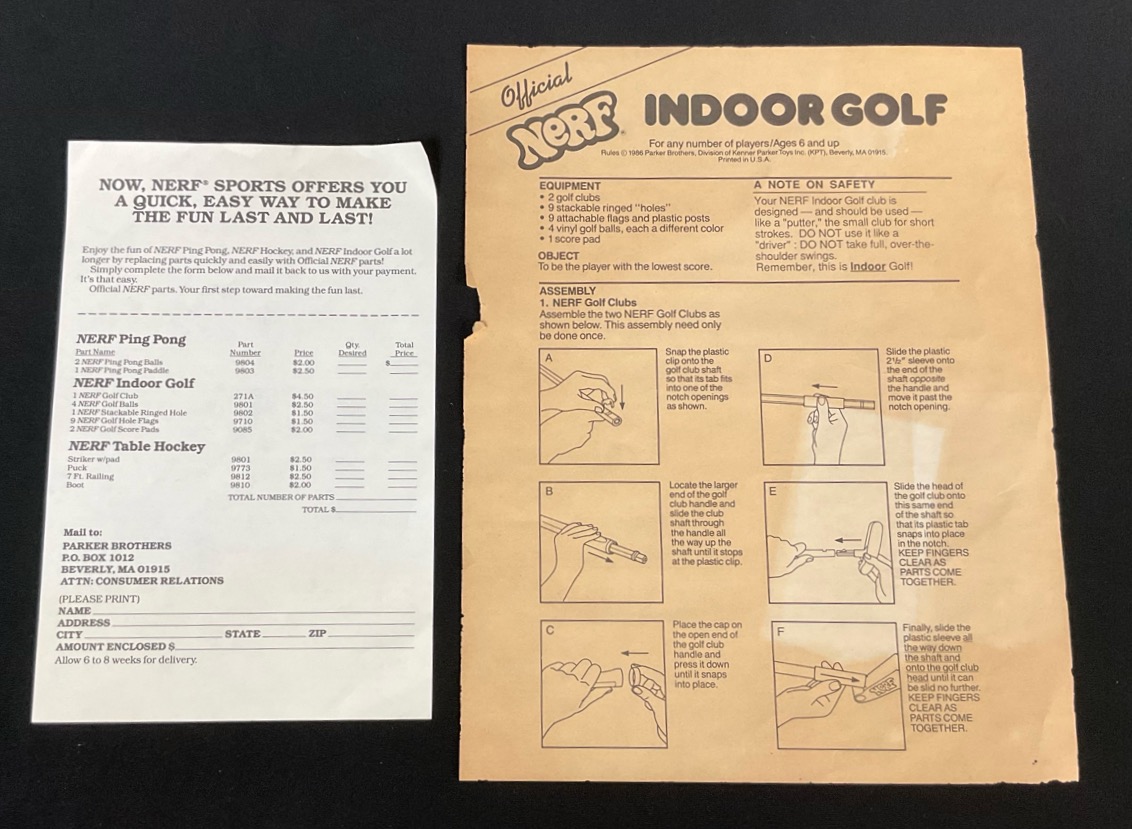 NOW, NERF® SPORTS OFFERS YOU
A QUICK, EASY WAY TO MAKE
THE FUN LAST AND LAST!
Enjoy the fun of NERF Ping Pong, NERF Hockey, and NERF Indoor Golf a lot
longer by replacing parts quickly and easily with Official NERF parts!
Simply complete the form below and mail it back to us with your payment.
It's that easy.
Official NERF parts. Your first step toward making the fun last.
NERF Ping Pong
Part Name Part Number Price Qty. Desired Total Price
2 NERF Ping Pong Balls 9804 $2.00 $
1 NERF Ping Pong Paddle 9803 $2.50
NERF Indoor Golf
1 NERF Golf Club 271A $4.50
4 NERF Golf Balls 9801 $2.50
1 NERF Stackable Ringed Hole 9802 $1.50
9 NERF Golf Hole Flags 9710 $1.50
2 NERF Golf Score Pads 9085 $2.00
NERF Table Hockey
Striker w/pad 9801 $2.50
Puck 9773 $1.50
7 Ft. Railing 9812 $2.50
Boot 9810 $2.00
TOTAL NUMBER OF PARTS
TOTAL $
Mail to:
PARKER BROTHERS
P.O. BOX 1012
BEVERLY, MA 01915
ATTN: CONSUMER RELATIONS
(PLEASE PRINT)
NAME
ADDRESS
CITY STATE ZIP
AMOUNT ENCLOSED $
Allow 6 to 8 weeks for delivery.
Official
NERF®
INDOOR GOLF
For any number of players/Ages 6 and up
Rules © 1986 Parker Brothers, Division of Kenner Parker Toys Inc. (KPT), Beverly, MA 01915.
Printed in U.S.A.
EQUIPMENT
• 2 golf clubs
• 9 stackable ringed "holes"
• 9 attachable flags and plastic posts
• 4 vinyl golf balls, each a different color
• 1 score pad
OBJECT
To be the player with the lowest score.
A NOTE ON SAFETY
Your NERF Indoor Golf club is
designed — and should be used —
like a "putter," the small club for short
strokes. DO NOT use it like a
"driver" : DO NOT take full, over-the-
shoulder swings.
Remember, this is Indoor Golf!
ASSEMBLY
1. NERF Golf Clubs
Assemble the two NERF Golf Clubs as
shown below. This assembly need only
be done once.
A
Snap the plastic
clip onto the
golf club shaft
so that its tab fits
into one of the
notch openings
as shown.
B
Locate the larger
end of the golf
club handle and
slide the club
shaft through
the handle all
the way up the
shaft until it stops
at the plastic clip.
C
Place the cap on
the open end of
the golf club
handle and
press it down
until it snaps
into place.
D
Slide the plastic
2½" sleeve onto
the end of the
shaft opposite
the handle and
move it past the
notch opening.
E
Slide the head of
the golf club onto
this same end
of the shaft so
that its plastic tab
snaps into place
in the notch.
KEEP FINGERS
CLEAR AS
PARTS COME
TOGETHER.
F
NERF
Finally, slide the
plastic sleeve all
the way down
the shaft and
onto the golf club
head until it can
be slid no further.
KEEP FINGERS
CLEAR AS
PARTS COME
TOGETHER.